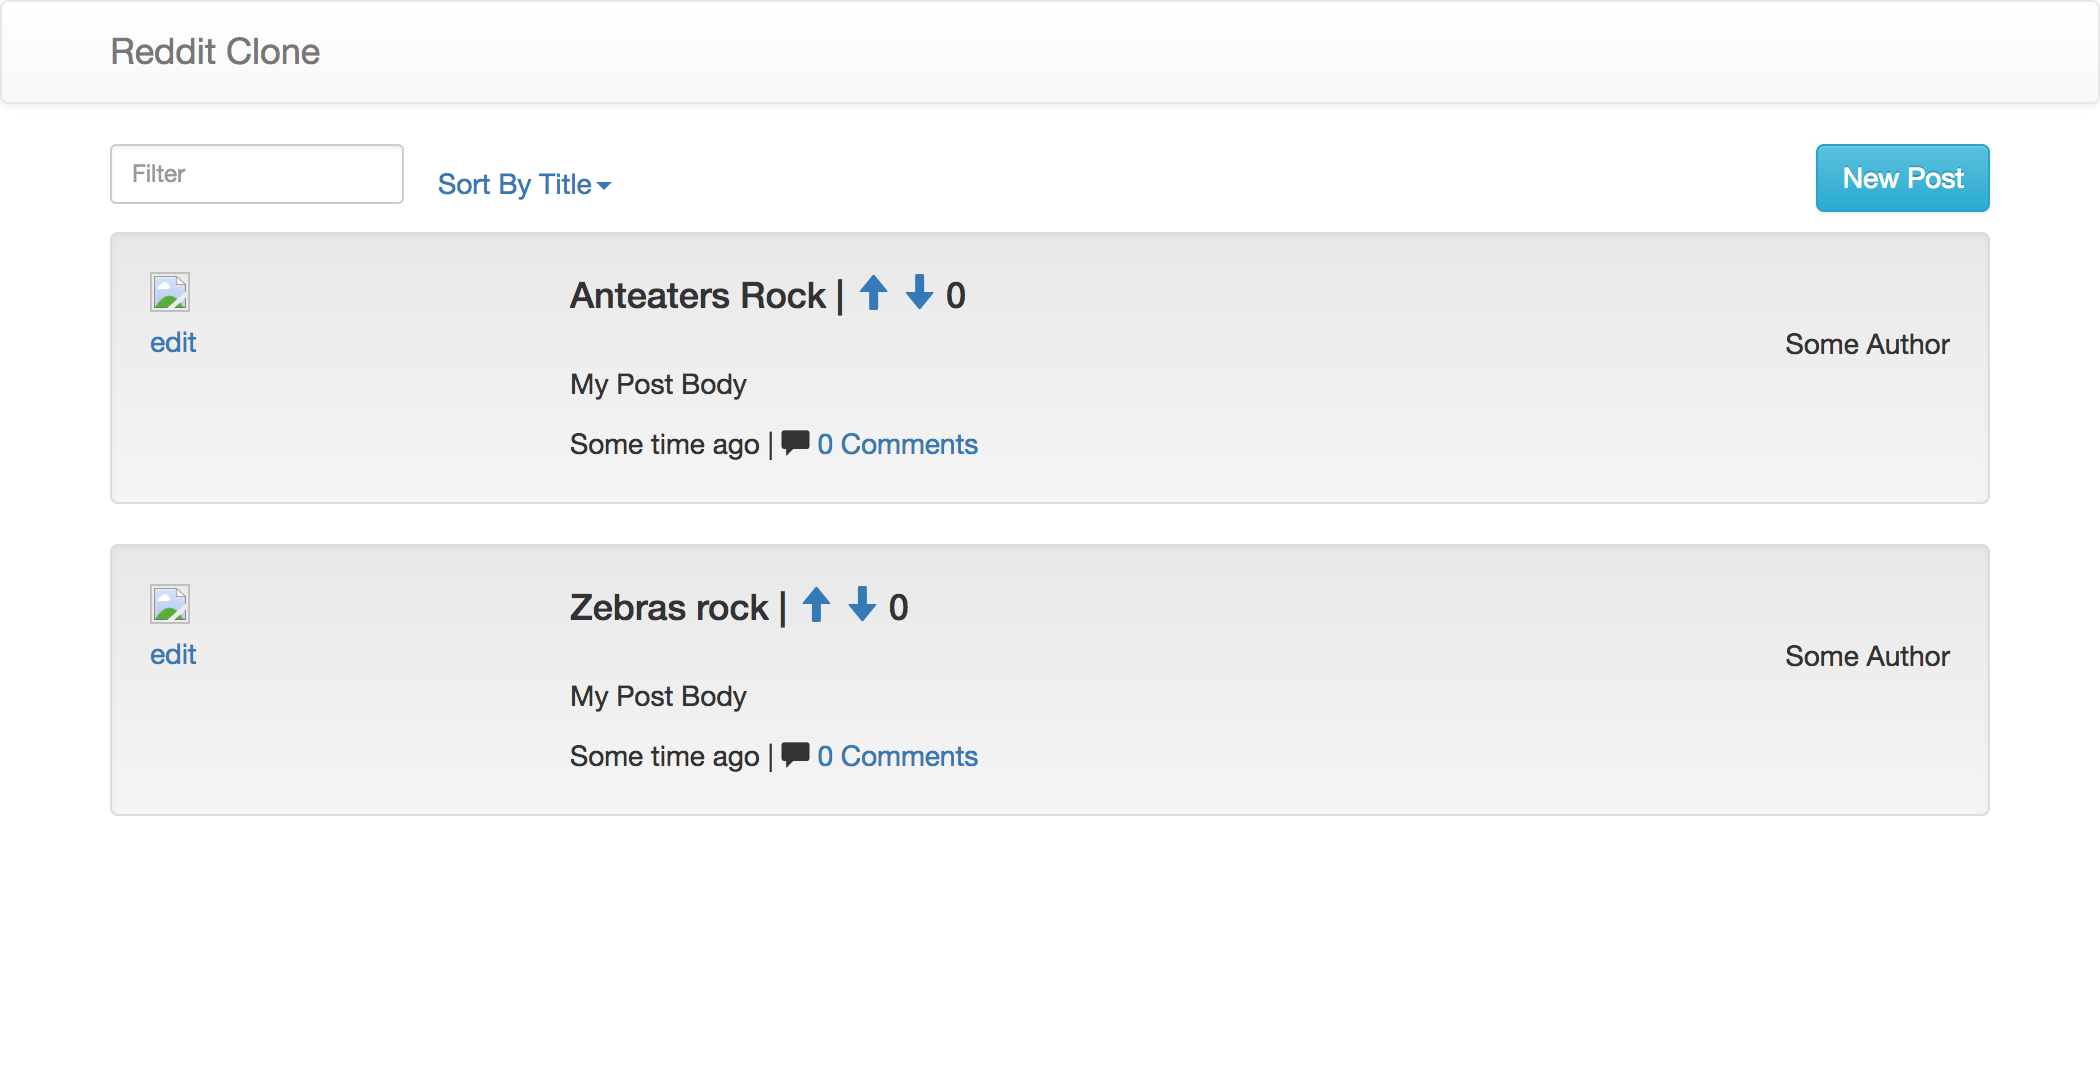 Reddit Clone
Filter
Sort By Title
New Post
Anteaters Rock | 0
edit
Some Author
My Post Body
Some time ago | 0 Comments
Zebras rock | 0
edit
Some Author
My Post Body
Some time ago | 0 Comments